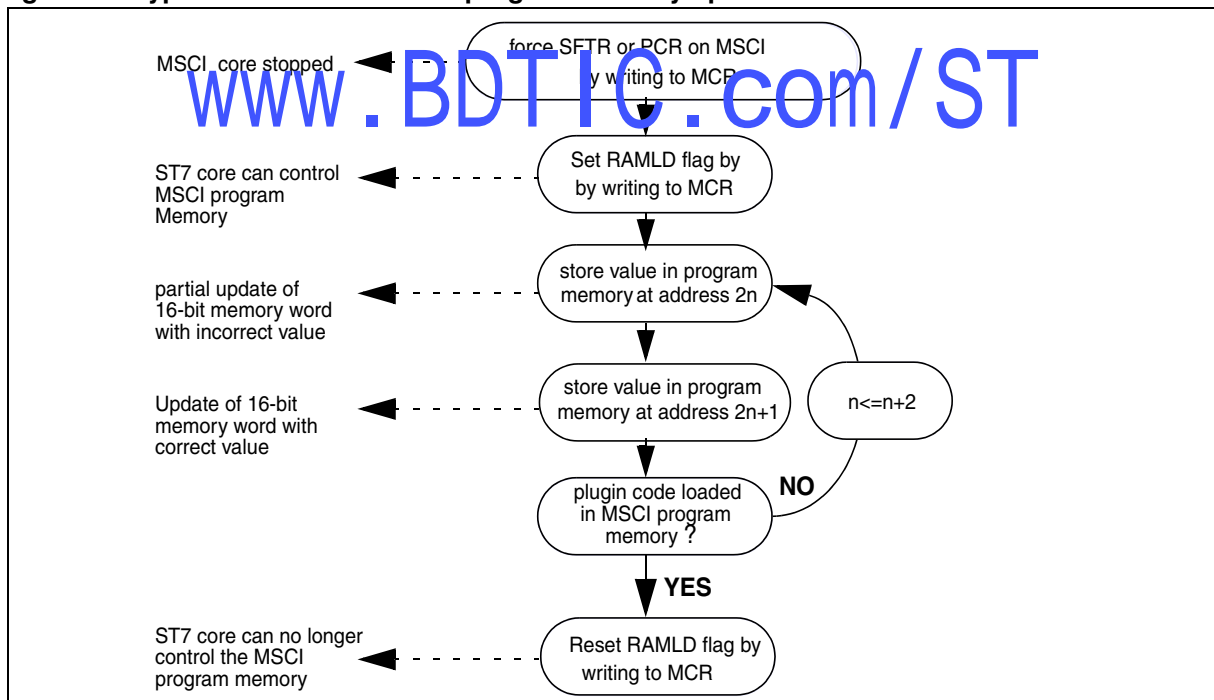 force SFTR or PCR on MSCI
by writing to MCR
MSCI core stopped
www.BDTIC.com/ST
Set RAMLD flag by
by writing to MCR
ST7 core can control
MSCI program
Memory
store value in program
memory at address 2n
partial update of
16-bit memory word
with incorrect value
store value in program
memory at address 2n+1
n<=n+2
Update of 16-bit
memory word with
correct value
plugin code loaded
in MSCI program
memory ?
NO
YES
Reset RAMLD flag by
writing to MCR
ST7 core can no longer
control the MSCI
program memory